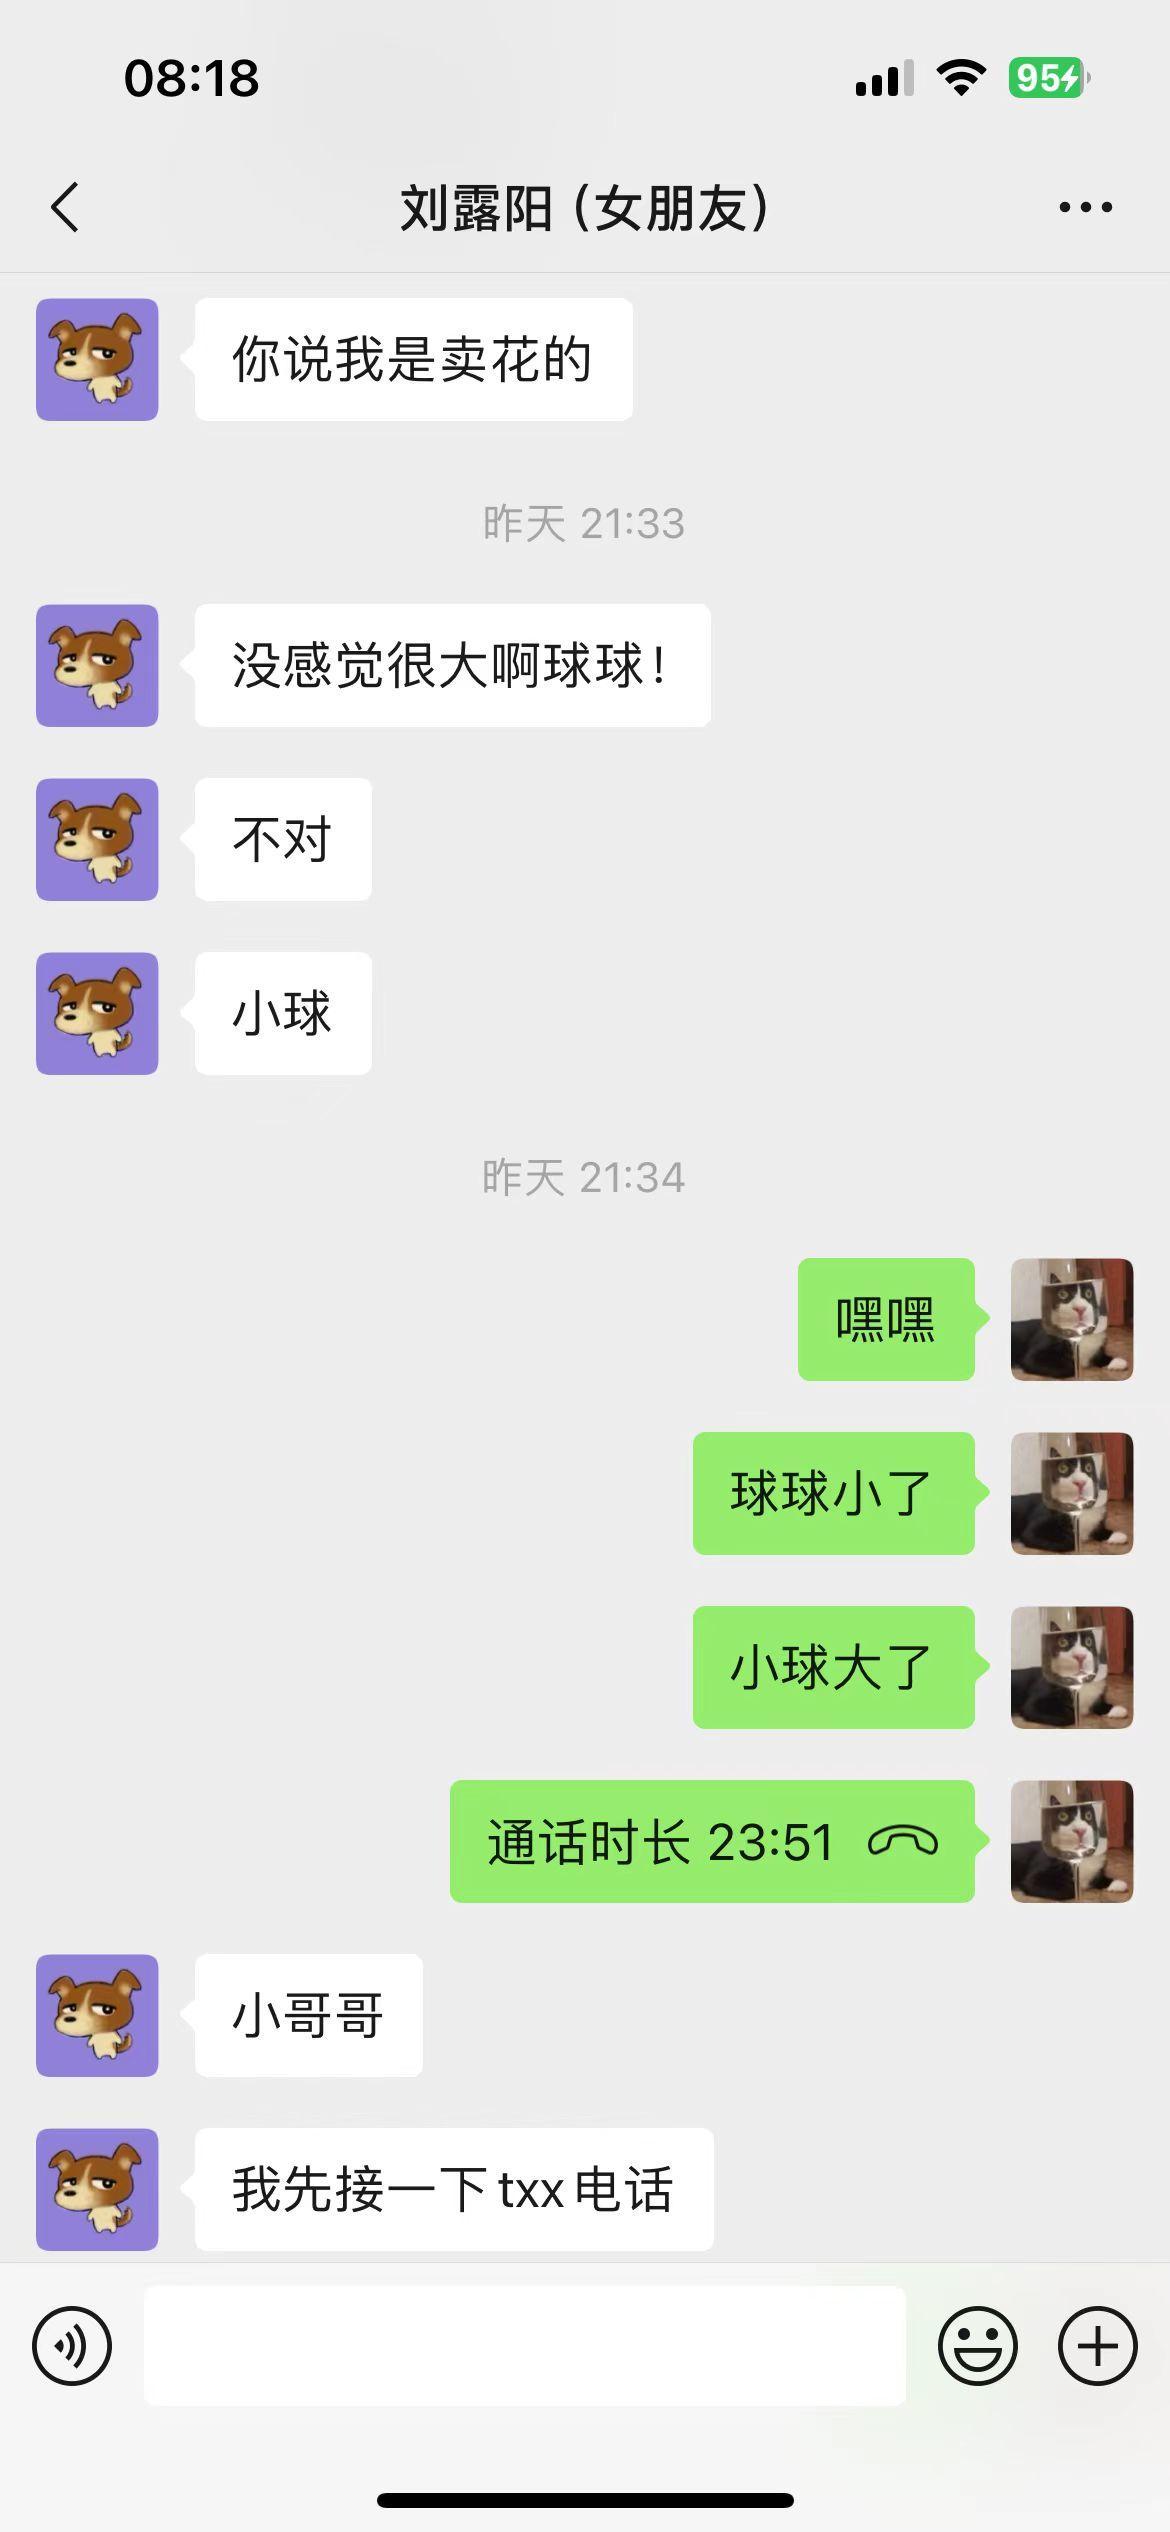 08:18
95
刘露阳（女朋友）
你说我是卖花的
昨天 21:33
没感觉很大啊球球！
不对
小球
昨天 21:34
嘿嘿
球球小了
小球大了
通话时长 23:51
小哥哥
我先接一下txx电话